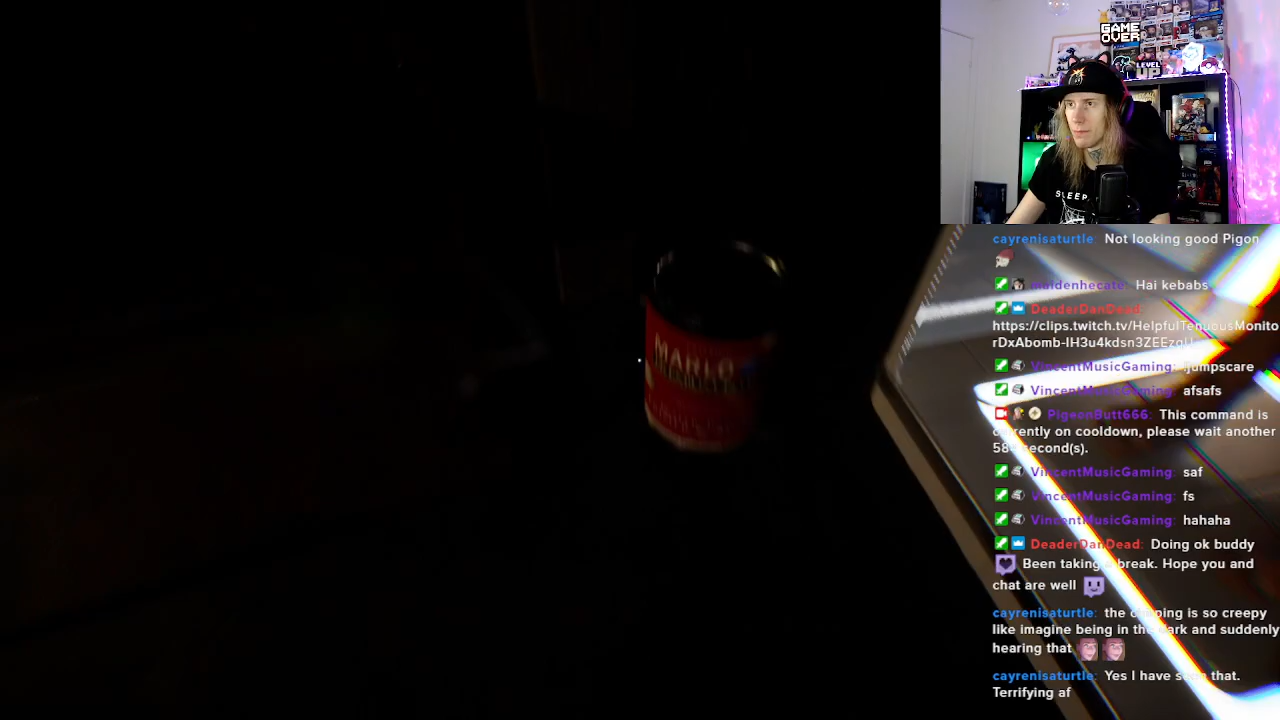 GAME
OVER
LEVEL
UP
SLEEP
MARLO
cayrenisaturtle: Not looking good Pigon
maidenhecate: Hai kebabs
DeaderDanDead:
https://clips.twitch.tv/HelpfulTenuousMonito
VincentMusicGaming: !jumpscare
VincentMusicGaming: afsafs
PigeonButt666: This command is
currently on cooldown, please wait another
second(s).
VincentMusicGaming: saf
VincentMusicGaming: fs
VincentMusicGaming: hahaha
DeaderDanDead: Doing ok buddy
Been taking a break. Hope you and
chat are well
cayrenisaturtle: the dripping is so creepy
like imagine being in the dark and suddenly
hearing that
cayrenisaturtle: Yes I have seen that.
Terrifying af